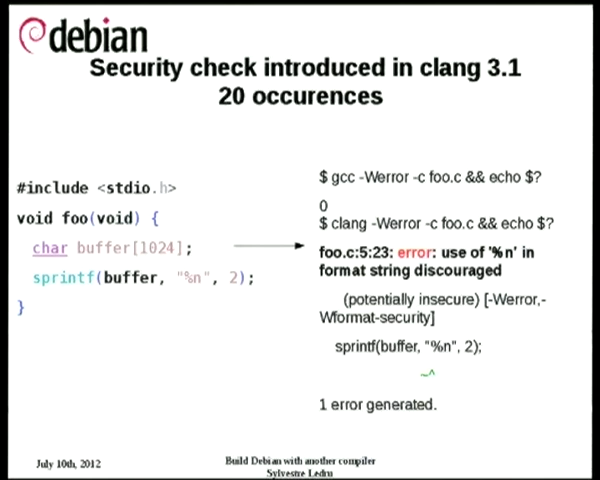 debian
Security check introduced in clang 3.1
20 occurences
#include <stdio.h>
void foo(void) {
char buffer[1024];
sprintf(buffer, "%n", 2);
}
$ gcc -Werror -c foo.c && echo $?
0
$ clang -Werror -c foo.c && echo $?
foo.c:5:23: error: use of '%n' in
format string discouraged
(potentially insecure) [-Werror,-
Wformat-security]
sprintf(buffer, "%n", 2);
~^
1 error generated.
July 10th, 2012
Build Debian with another compiler
Sylvestre Ledru